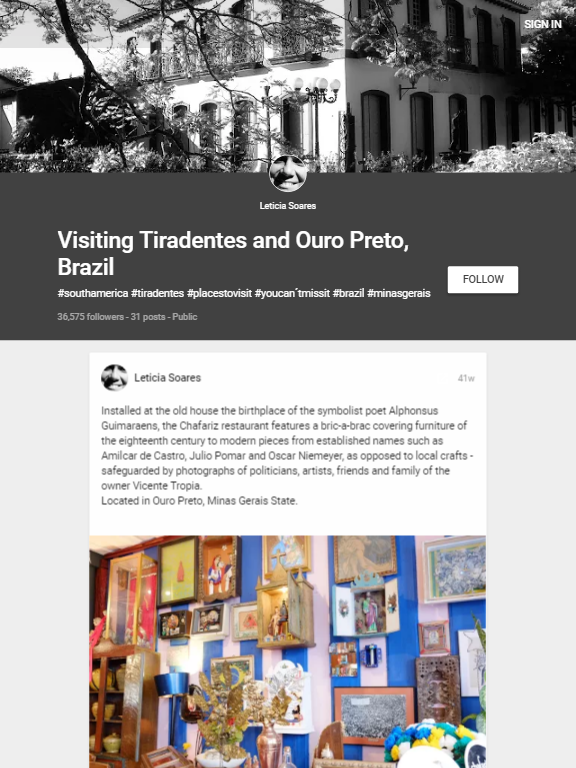 SIGN IN
Leticia Soares
Visiting Tiradentes and Ouro Preto,
Brazil
#southamerica #tiradentes #placestovisit #youcan´tmissit #brazil #minasgerais
FOLLOW
36,575 followers - 31 posts - Public
Leticia Soares
41w
Installed at the old house the birthplace of the symbolist poet Alphonsus
Guimaraens, the Chafariz restaurant features a bric-a-brac covering furniture of
the eighteenth century to modern pieces from established names such as
Amilcar de Castro, Julio Pomar and Oscar Niemeyer, as opposed to local crafts -
safeguarded by photographs of politicians, artists, friends and family of the
owner Vicente Tropia.
Located in Ouro Preto, Minas Gerais State.